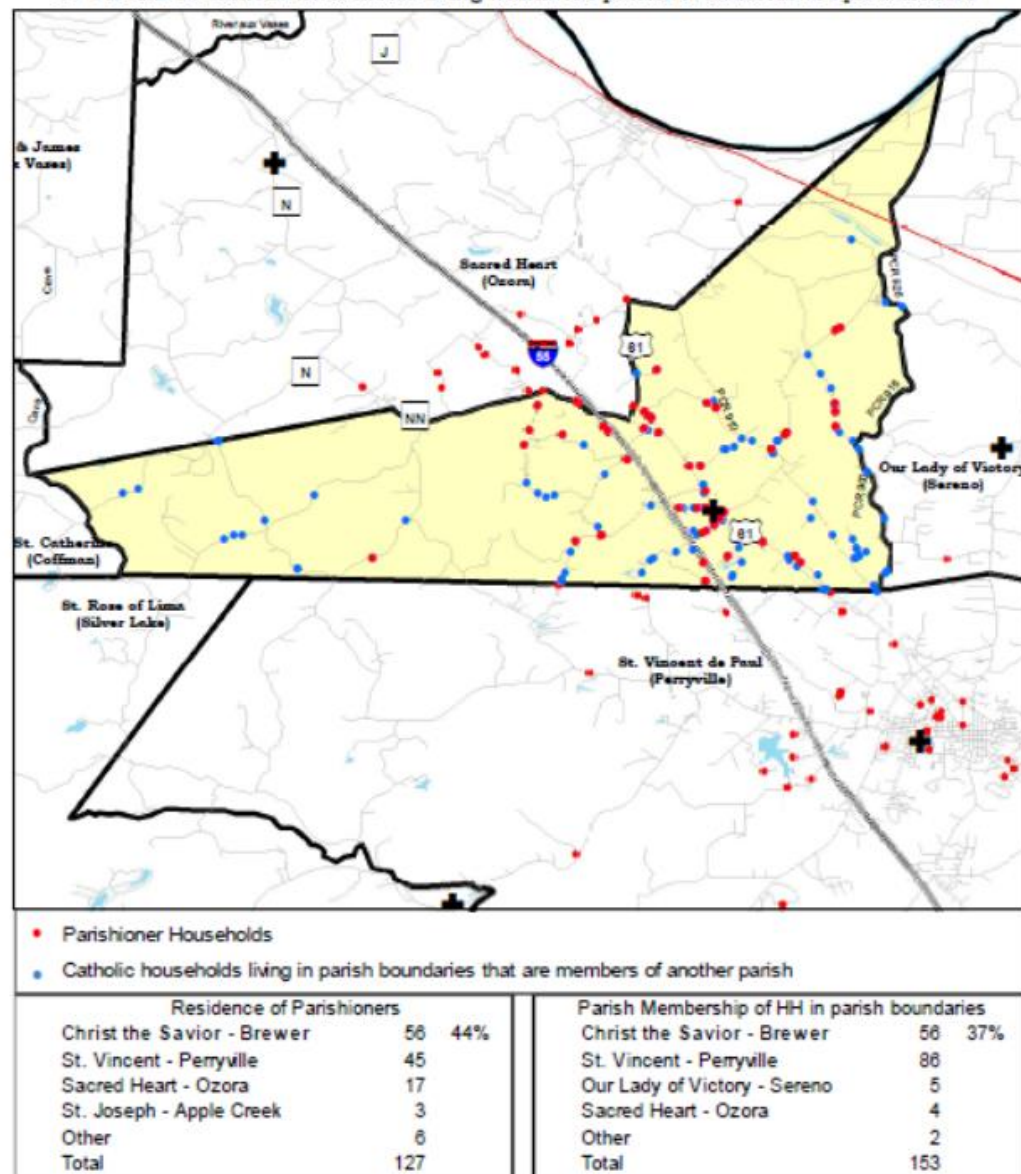 River aux Vases
J
& James
Vases)
N
Cave
Sacred Heart
(Ozora)
PCR 926
55
61
N
NN
Cave
PCR 910
PCR 916
Our Lady of Victory
(Sereno)
61
St. Catherine
(Coffman)
St. Rose of Lima
(Silver Lake)
St. Vincent de Paul
(Perryville)
Parishioner Households
Catholic households living in parish boundaries that are members of another parish
Residence of Parishioners
Christ the Savior - Brewer 56 44%
St. Vincent - Perryville 45
Sacred Heart - Ozora 17
St. Joseph - Apple Creek 3
Other 6
Total 127
Parish Membership of HH in parish boundaries
Christ the Savior - Brewer 56 37%
St. Vincent - Perryville 86
Our Lady of Victory - Sereno 5
Sacred Heart - Ozora 4
Other 2
Total 153